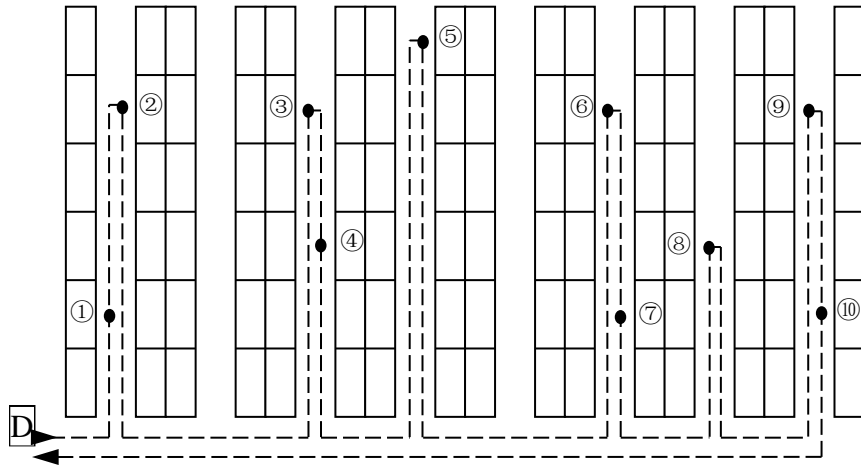 ⑤
② ③ ⑥ ⑨
④ ⑧
① ⑦ ⑩
D